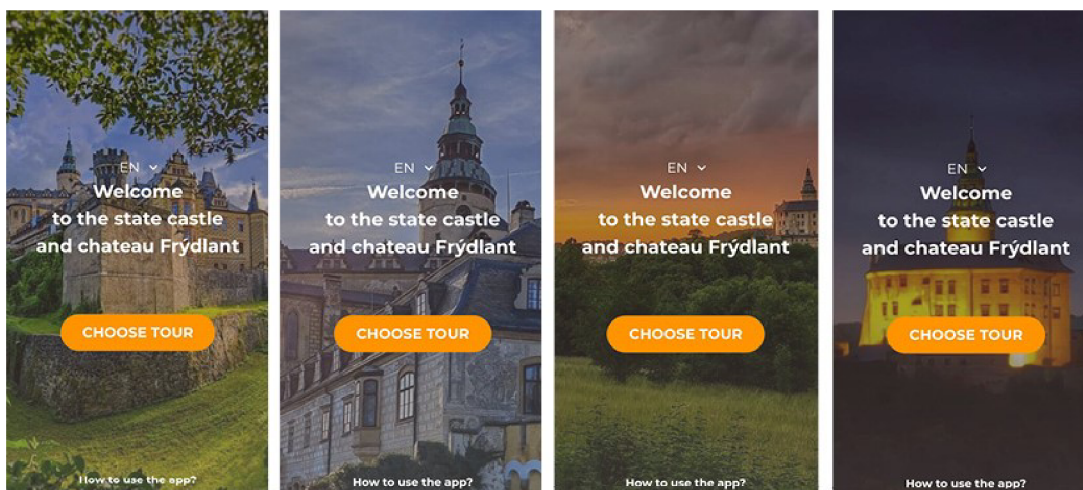 EN
Welcome
to the state castle
and chateau Frýdlant
CHOOSE TOUR
How to use the app?
EN
Welcome
to the state castle
and chateau Frýdlant
CHOOSE TOUR
How to use the app?
EN
Welcome
to the state castle
and chateau Frýdlant
CHOOSE TOUR
How to use the app?
EN
Welcome
to the state castle
and chateau Frýdlant
CHOOSE TOUR
How to use the app?